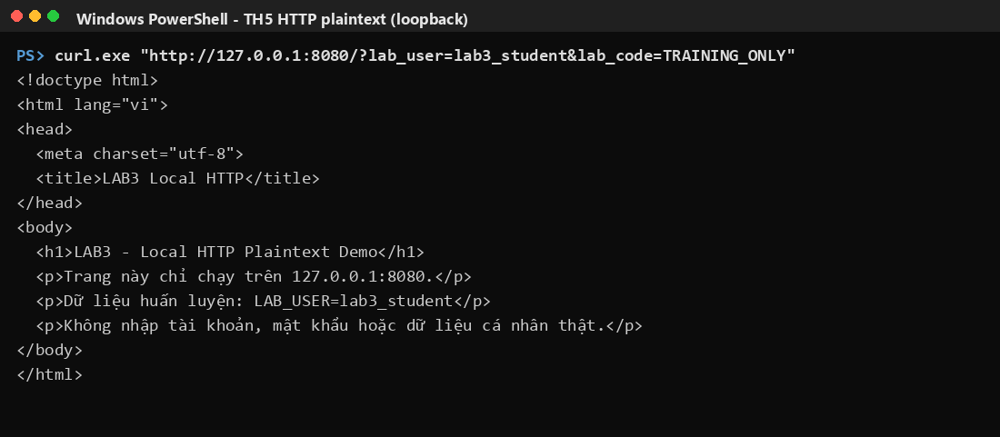 Windows PowerShell - TH5 HTTP plaintext (loopback)
PS> curl.exe "http://127.0.0.1:8080/?lab_user=lab3_student&lab_code=TRAINING_ONLY"
<!doctype html>
<html lang="vi">
<head>
  <meta charset="utf-8">
  <title>LAB3 Local HTTP</title>
</head>
<body>
  <h1>LAB3 - Local HTTP Plaintext Demo</h1>
  <p>Trang này chỉ chạy trên 127.0.0.1:8080.</p>
  <p>Dữ liệu huấn luyện: LAB_USER=lab3_student</p>
  <p>Không nhập tài khoản, mật khẩu hoặc dữ liệu cá nhân thật.</p>
</body>
</html>